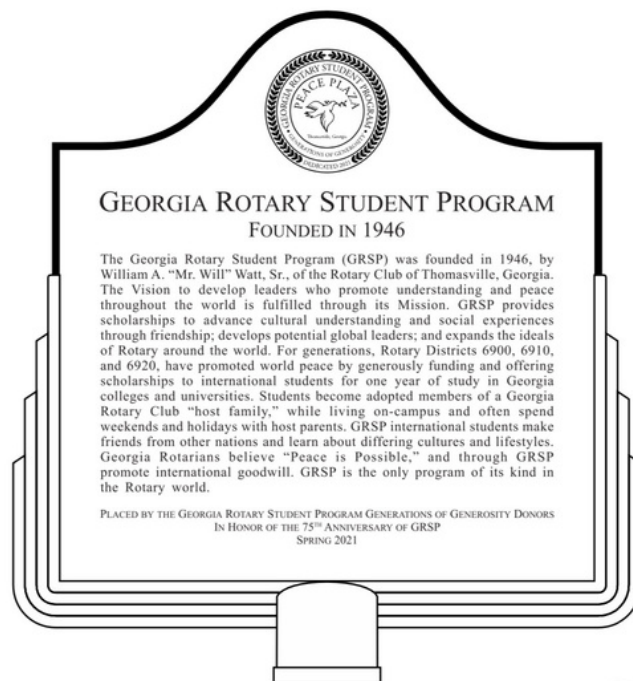 GEORGIA ROTARY STUDENT PROGRAM
PEACE PLAZA
Thomasville, Georgia
GENERATIONS OF GENEROSITY
DEDICATED 2021
GEORGIA ROTARY STUDENT PROGRAM
FOUNDED IN 1946
The Georgia Rotary Student Program (GRSP) was founded in 1946, by
William A. “Mr. Will” Watt, Sr., of the Rotary Club of Thomasville, Georgia.
The Vision to develop leaders who promote understanding and peace
throughout the world is fulfilled through its Mission. GRSP provides
scholarships to advance cultural understanding and social experiences
through friendship; develops potential global leaders; and expands the ideals
of Rotary around the world. For generations, Rotary Districts 6900, 6910,
and 6920, have promoted world peace by generously funding and offering
scholarships to international students for one year of study in Georgia
colleges and universities. Students become adopted members of a Georgia
Rotary Club “host family,” while living on-campus and often spend
weekends and holidays with host parents. GRSP international students make
friends from other nations and learn about differing cultures and lifestyles.
Georgia Rotarians believe “Peace is Possible,” and through GRSP
promote international goodwill. GRSP is the only program of its kind in
the Rotary world.
PLACED BY THE GEORGIA ROTARY STUDENT PROGRAM GENERATIONS OF GENEROSITY DONORS
IN HONOR OF THE 75TH ANNIVERSARY OF GRSP
SPRING 2021